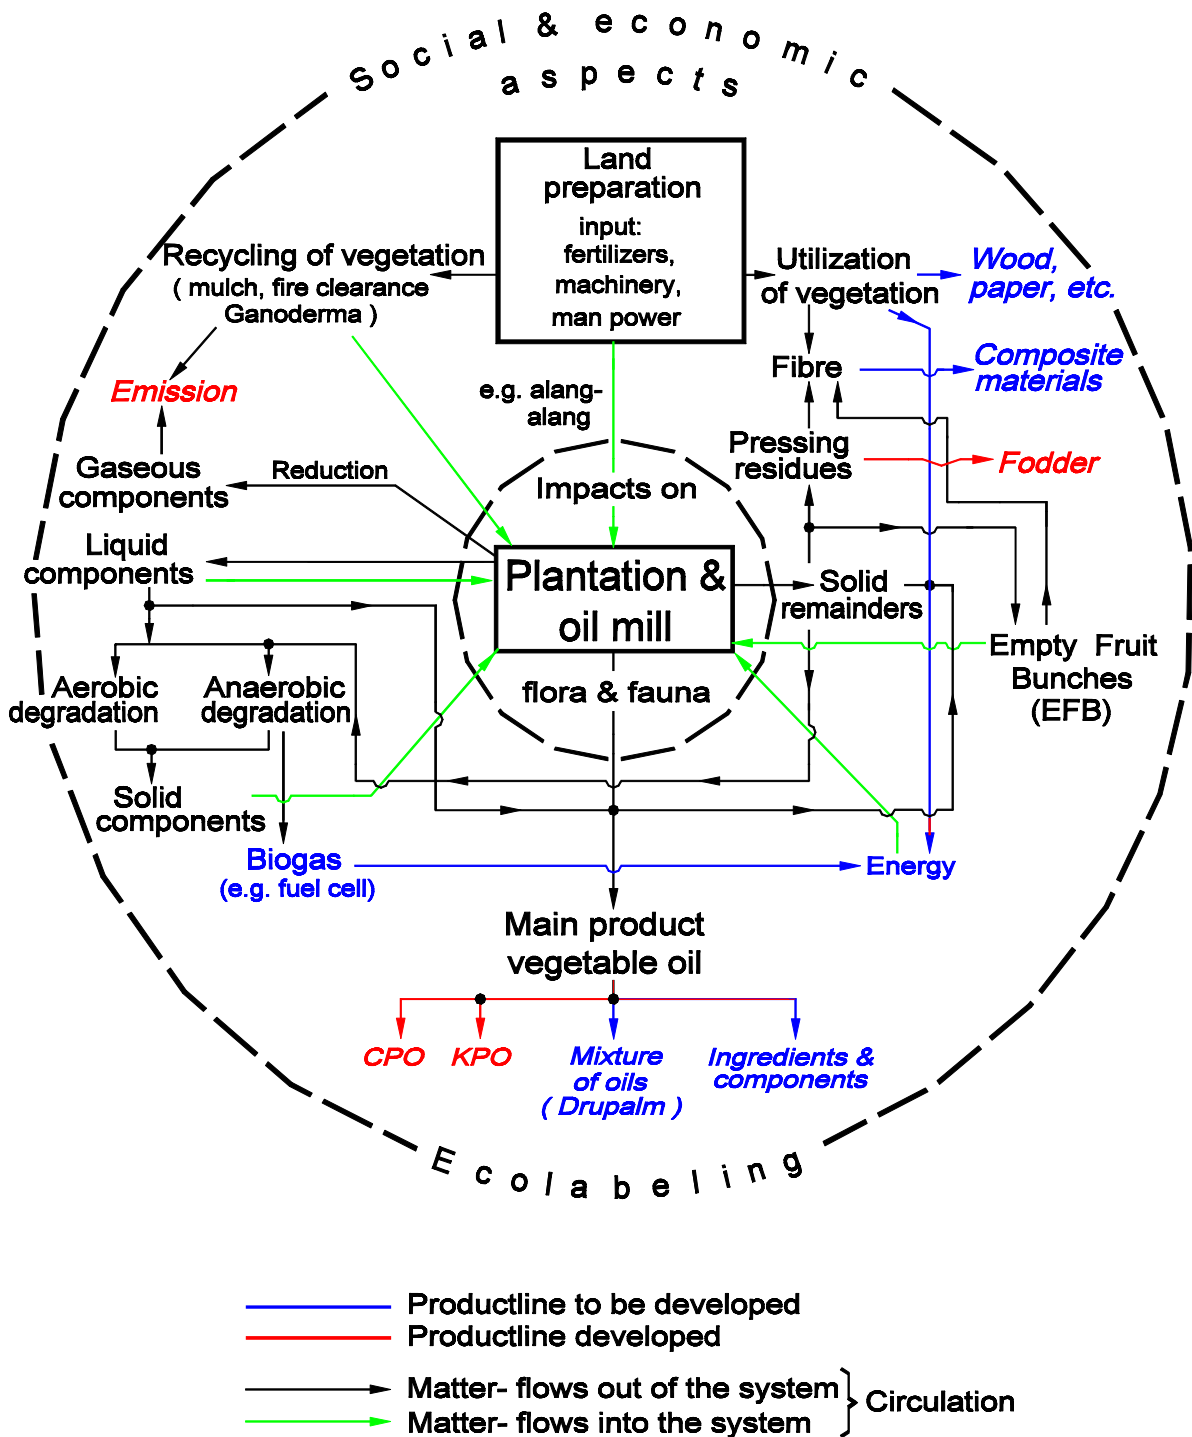 Social & economic
aspects
Land
preparation
input:
fertilizers,
machinery,
man power
Recycling of vegetation
( mulch, fire clearance
Ganoderma )
Utilization
of vegetation
Wood,
paper, etc.
Emission
e.g. alang-
alang
Fibre
Composite
materials
Gaseous
components
Reduction
Pressing
residues
Fodder
Impacts on
Liquid
components
Plantation &
oil mill
Solid
remainders
flora & fauna
Empty Fruit
Bunches
(EFB)
Aerobic
degradation
Anaerobic
degradation
Solid
components
Biogas
(e.g. fuel cell)
Energy
Main product
vegetable oil
CPO
KPO
Mixture
of oils
( Drupalm )
Ingredients &
components
Ecolabeling
Productline to be developed
Productline developed
Matter- flows out of the system
Matter- flows into the system
Circulation